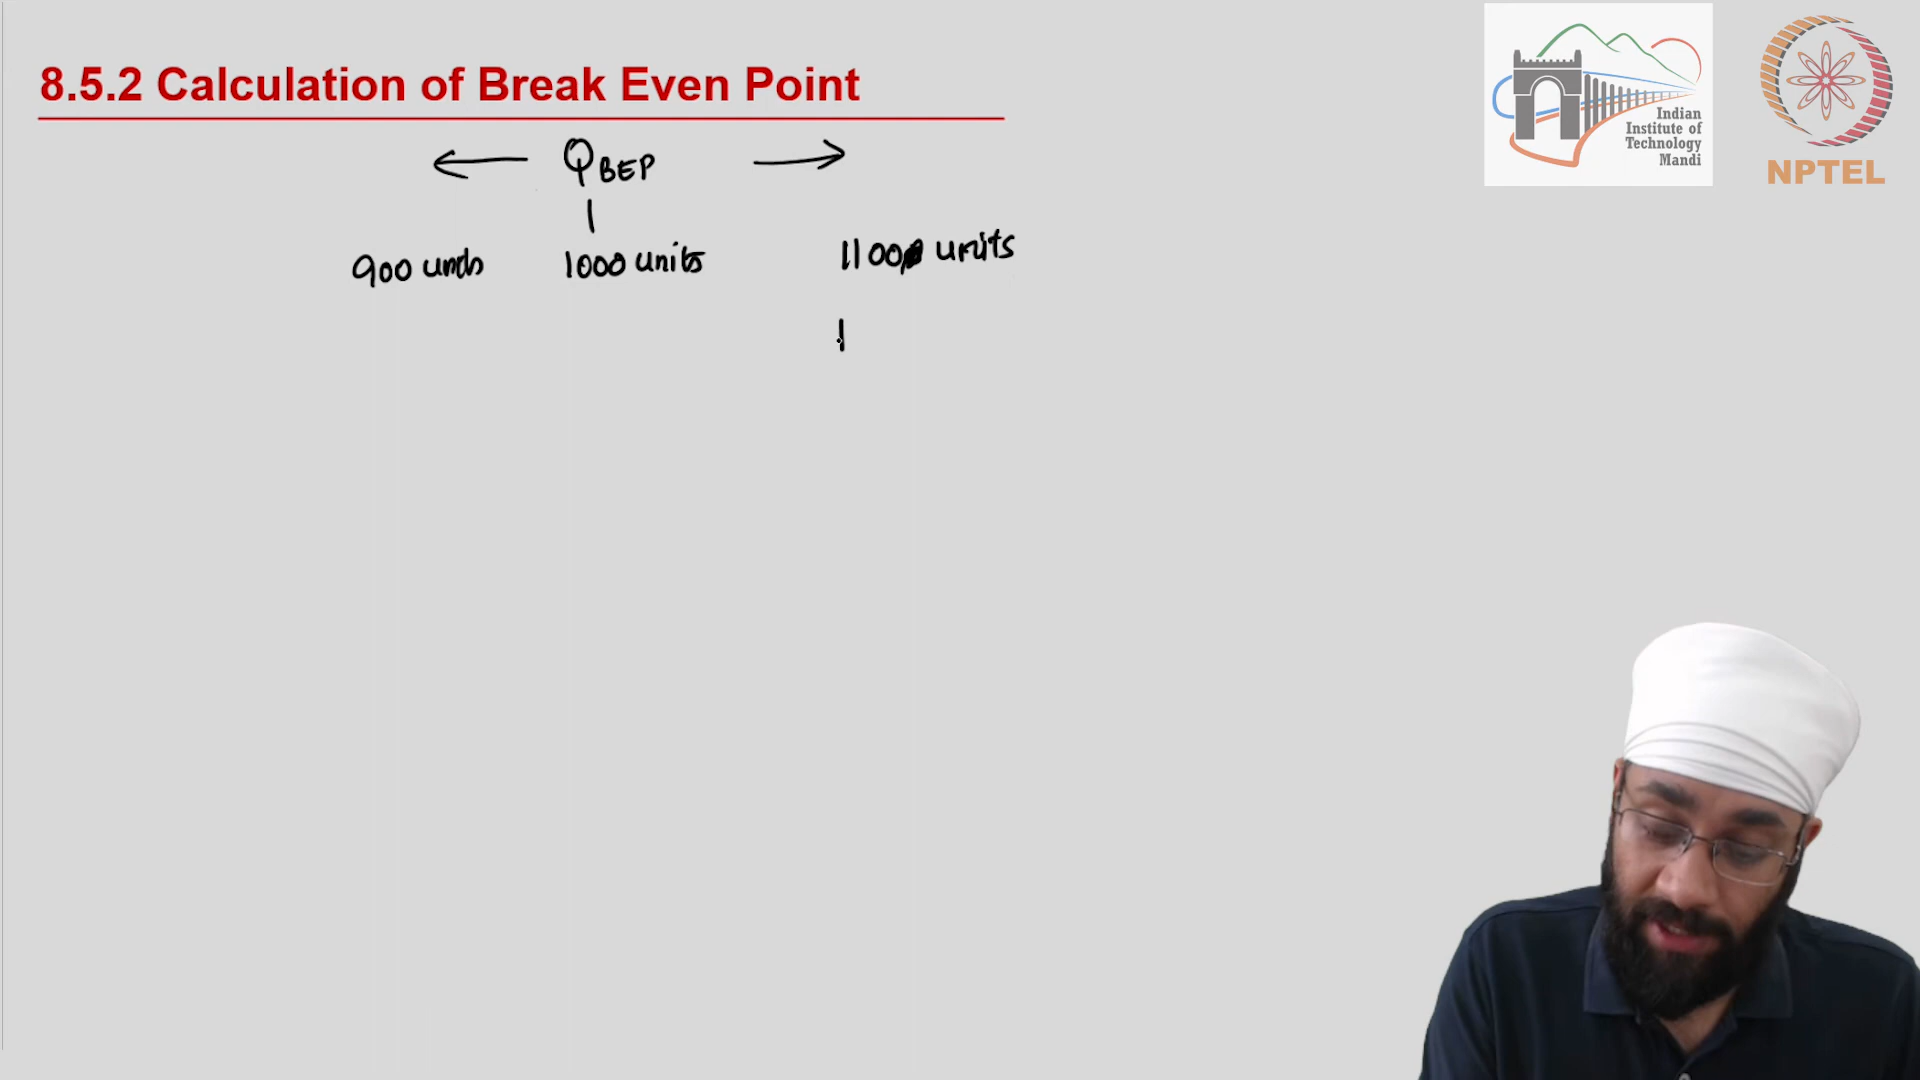 8.5.2 Calculation of Break Even Point
← QBEP →
900 units 1000 units 1100 units
Indian
Institute of
Technology
Mandi
NPTEL